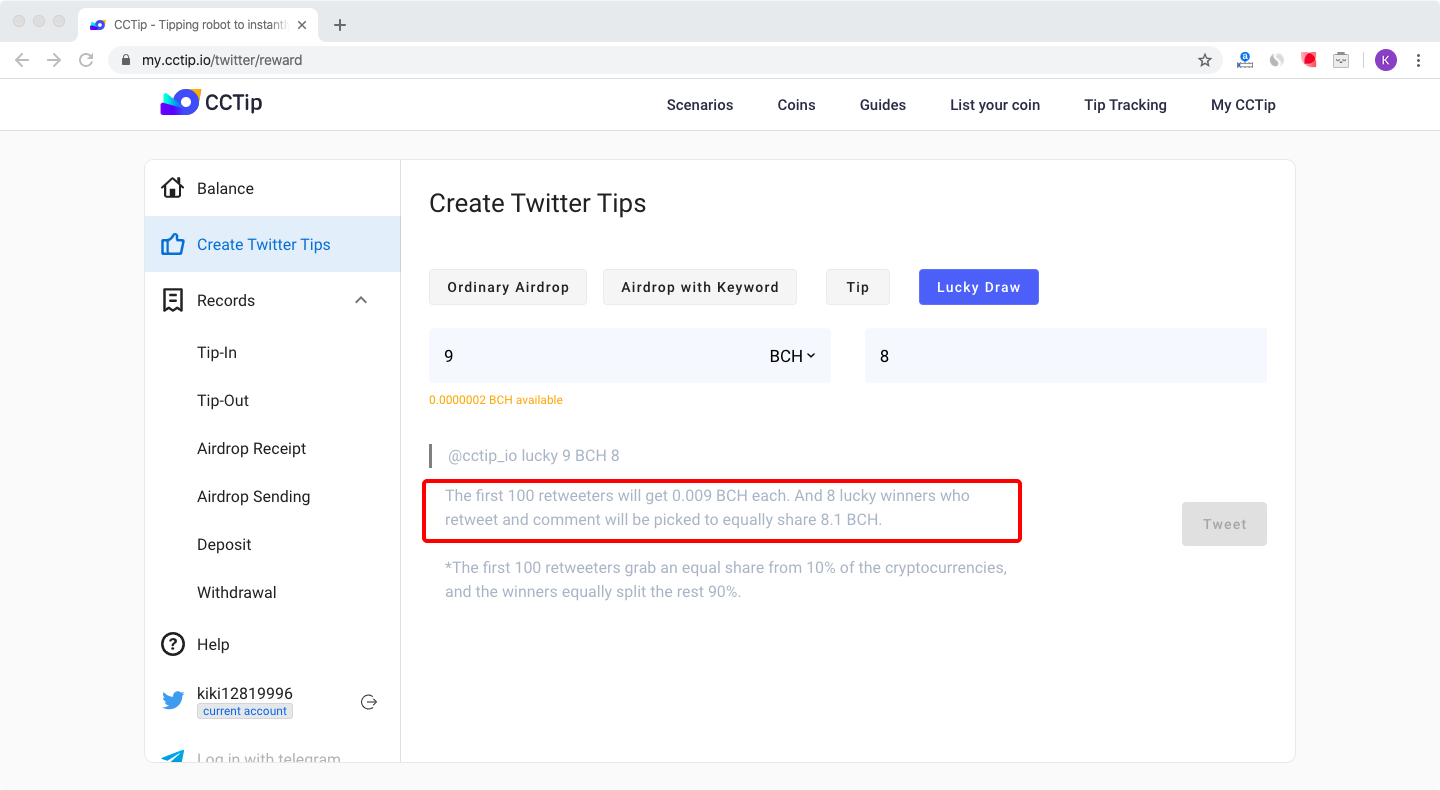 CCTip - Tipping robot to instantl
my.cctip.io/twitter/reward
K
CCTip
Scenarios
Coins
Guides
List your coin
Tip Tracking
My CCTip
Balance
Create Twitter Tips
Records
Tip-In
Tip-Out
Airdrop Receipt
Airdrop Sending
Deposit
Withdrawal
? Help
kiki12819996
current account
Log in with telegram
Create Twitter Tips
Ordinary Airdrop
Airdrop with Keyword
Tip
Lucky Draw
9
BCH
8
0.0000002 BCH available
@cctip_io lucky 9 BCH 8
The first 100 retweeters will get 0.009 BCH each. And 8 lucky winners who
retweet and comment will be picked to equally share 8.1 BCH.
Tweet
*The first 100 retweeters grab an equal share from 10% of the cryptocurrencies,
and the winners equally split the rest 90%.